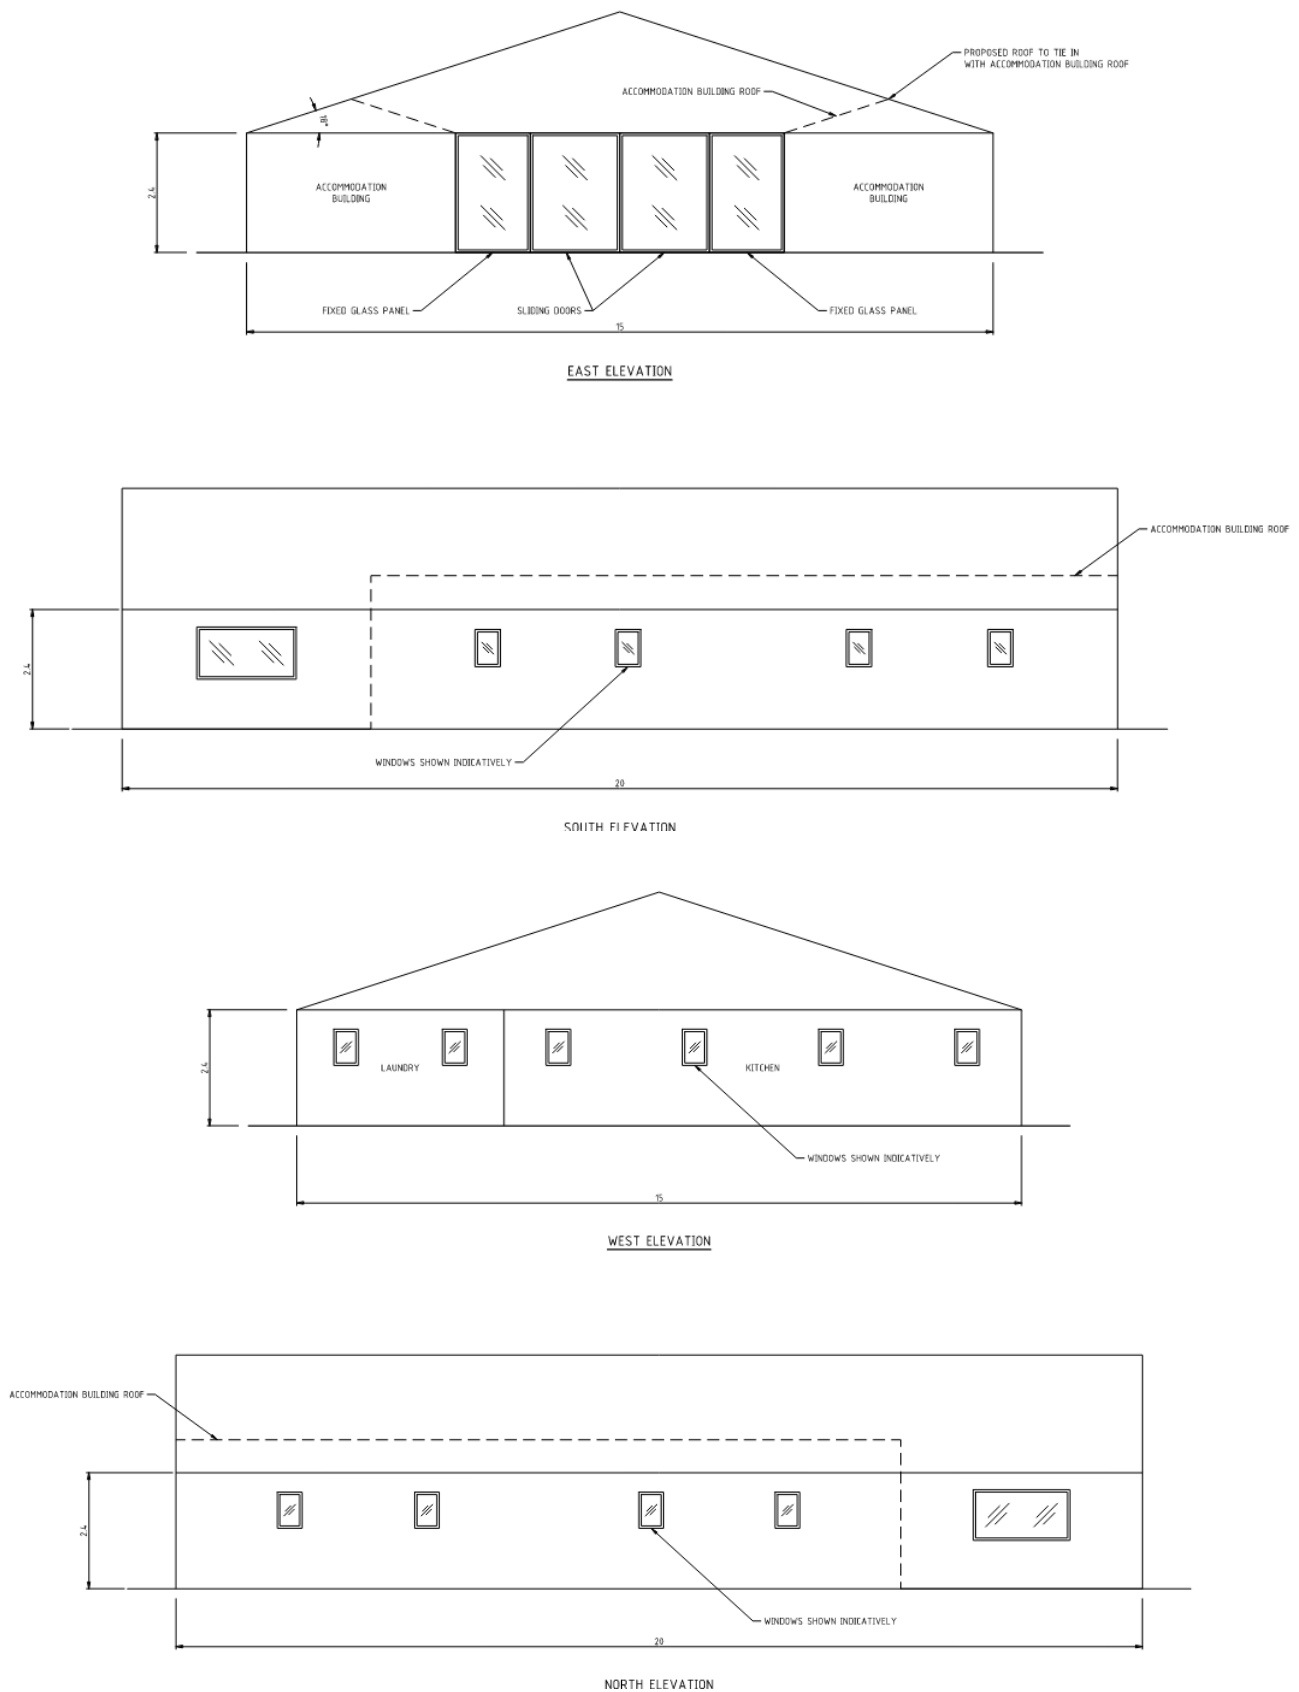 PROPOSED ROOF TO TIE IN
WITH ACCOMMODATION BUILDING ROOF
ACCOMMODATION BUILDING ROOF
18°
2.4
ACCOMMODATION
BUILDING
ACCOMMODATION
BUILDING
FIXED GLASS PANEL
SLIDING DOORS
FIXED GLASS PANEL
15
EAST ELEVATION
ACCOMMODATION BUILDING ROOF
2.4
WINDOWS SHOWN INDICATIVELY
20
SOUTH ELEVATION
2.4
LAUNDRY
KITCHEN
WINDOWS SHOWN INDICATIVELY
15
WEST ELEVATION
ACCOMMODATION BUILDING ROOF
2.4
WINDOWS SHOWN INDICATIVELY
20
NORTH ELEVATION